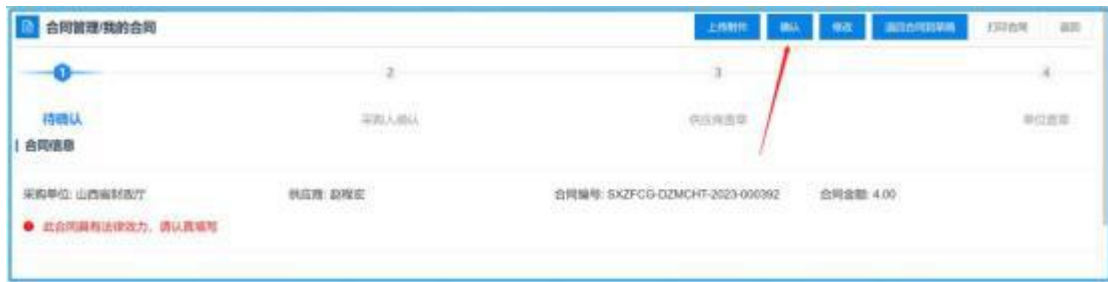 合同管理/我的合同
上传附件 确认 修改 退回合同到草稿 打印合同 返回
1 2 3 4
待确认 采购人确认 供应商盖章 单位盖章
合同信息
采购单位: 山西省财政厅 供应商: 赵程宏 合同编号: SXZFCG-DZMCHT-2023-000392 合同金额: 4.00
此合同具有法律效力，请认真填写